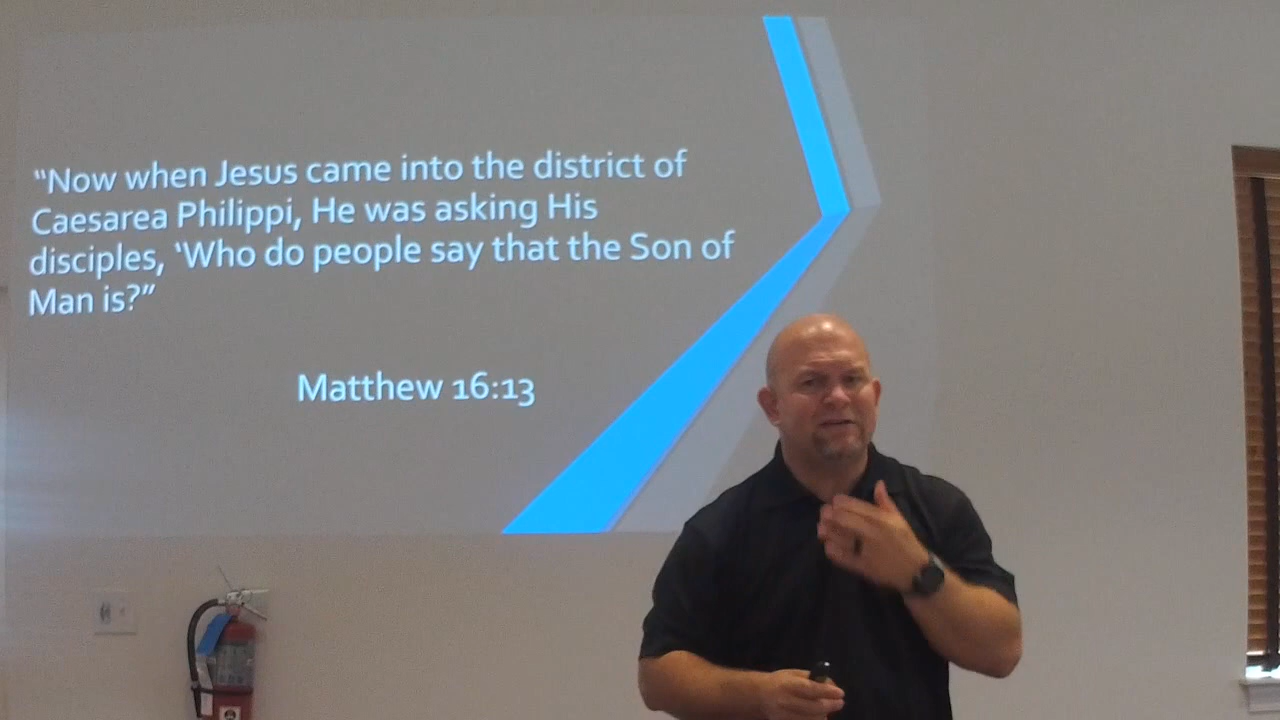 “Now when Jesus came into the district of
Caesarea Philippi, He was asking His
disciples, ‘Who do people say that the Son of
Man is?”
Matthew 16:13